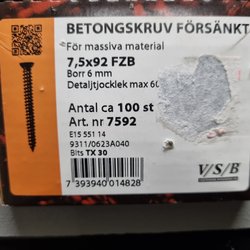 BETONGSKRUV FÖRSÄNKT
För massiva material
7,5x92 FZB
Borr 6 mm
Detaljtjocklek max 60
Antal ca 100 st
Art. nr 7592
E15 551 14
9311/0623A040
Bits TX 30
V/S/B
7 393940 014828